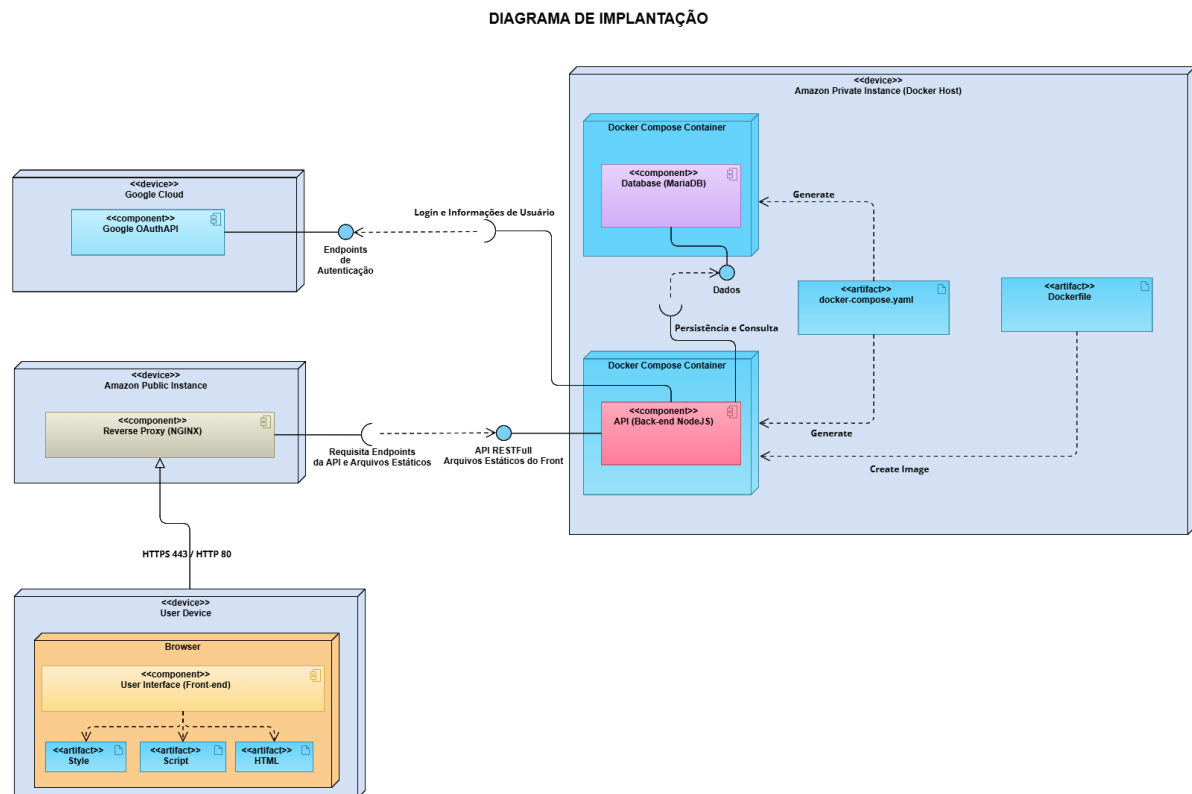 DIAGRAMA DE IMPLANTAÇÃO
<<device>>
Amazon Private Instance (Docker Host)
Docker Compose Container
<<component>>
Database (MariaDB)
<<device>>
Google Cloud
<<component>>
Google OAuthAPI
Endpoints
de
Autenticação
Login e Informações de Usuário
Generate
Dados
<<artifact>>
docker-compose.yaml
<<artifact>>
Dockerfile
Persistência e Consulta
<<device>>
Amazon Public Instance
<<component>>
Reverse Proxy (NGINX)
Requisita Endpoints
da API e Arquivos Estáticos
API RESTFull
Arquivos Estáticos do Front
Docker Compose Container
<<component>>
API (Back-end NodeJS)
Generate
Create Image
HTTPS 443 / HTTP 80
<<device>>
User Device
Browser
<<component>>
User Interface (Front-end)
<<artifact>>
Style
<<artifact>>
Script
<<artifact>>
HTML